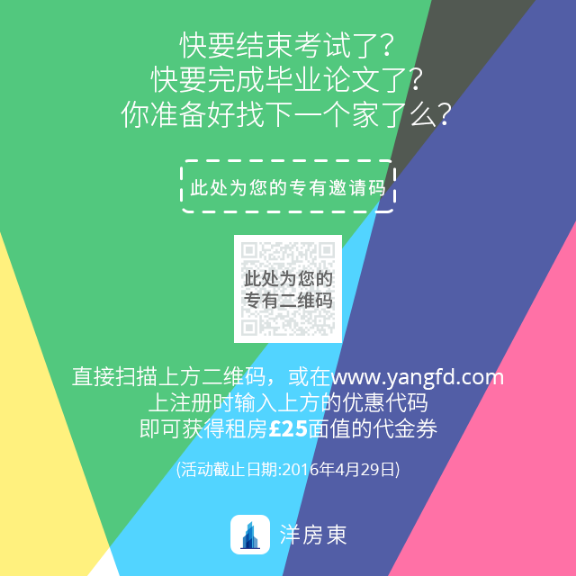 快要结束考试了？
快要完成毕业论文了？
你准备好找下一个家了么？
此处为您的专有邀请码
此处为您的
专有二维码
直接扫描上方二维码，或在www.yangfd.com
上注册时输入上方的优惠代码
即可获得租房£25面值的代金券
(活动截止日期:2016年4月29日)
洋房東